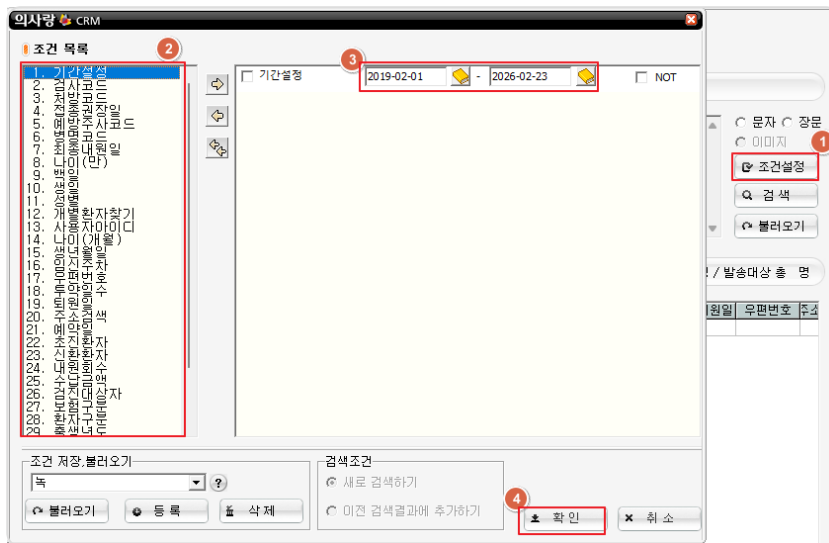 의사랑 CRM
조건 목록
2
1. 기간설정
2. 검사코드
3. 처방코드
4. 접종권장일
5. 예방주사코드
6. 병명코드
7. 최종내원일
8. 나이(만)
9. 백일
10. 생일
11. 성별
12. 개별환자찾기
13. 사용자아이디
14. 나이(개월)
15. 생년월일
16. 임신주차
17. 우편번호
18. 투약일수
19. 퇴원일
20. 주소검색
21. 예약일
22. 초진환자
23. 신환환자
24. 내원회수
25. 수납금액
26. 검진대상자
27. 보험구분
28. 환자구분
29. 출생년도
3
기간설정 2019-02-01 - 2026-02-23 NOT
조건 저장,불러오기
녹 ?
불러오기 등 록 삭 제
검색조건
새로 검색하기
이전 검색결과에 추가하기
4
확 인 취 소
문자 장문
이미지
1
조건설정
검 색
불러오기
/ 발송대상 총 명
원일 우편번호 주소